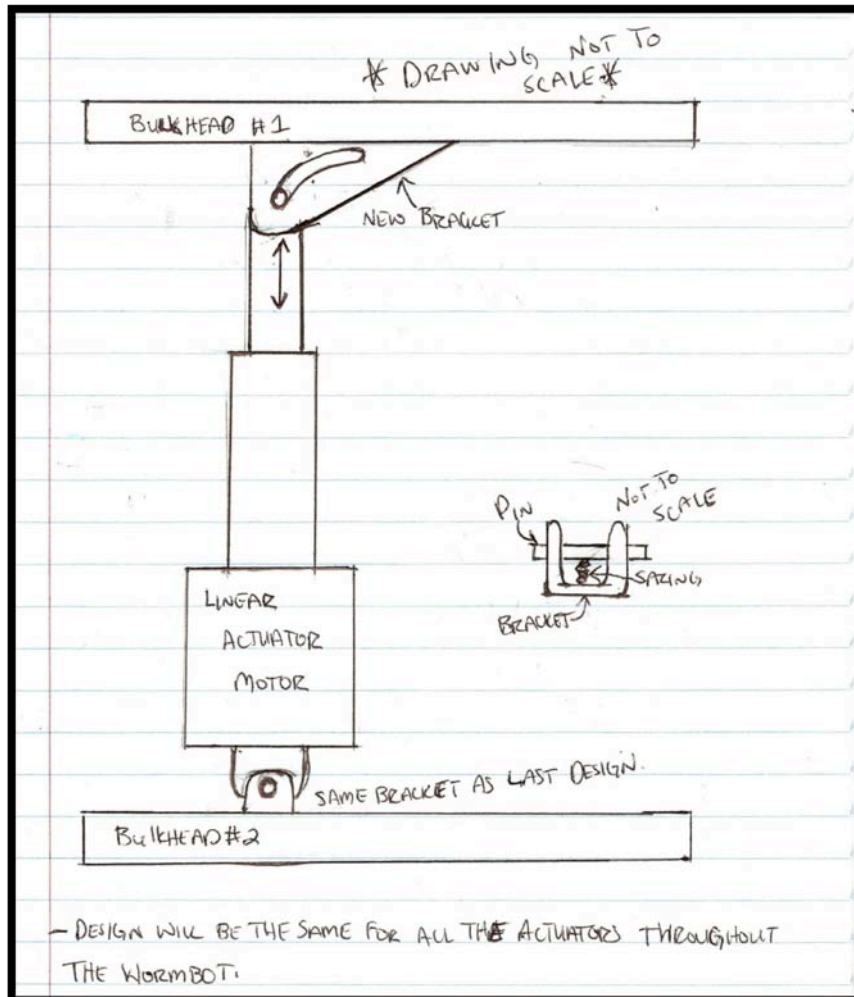 * DRAWING NOT TO
SCALE *
BULKHEAD #1
NEW BRACKET
PIN
NOT TO
SCALE
SPRING
BRACKET
LINEAR
ACTUATOR
MOTOR
SAME BRACKET AS LAST DESIGN.
BulkHEAD #2
- DESIGN WILL BE THE SAME FOR ALL THE ACTUATORS THROUGHOUT
THE WORMBOT.